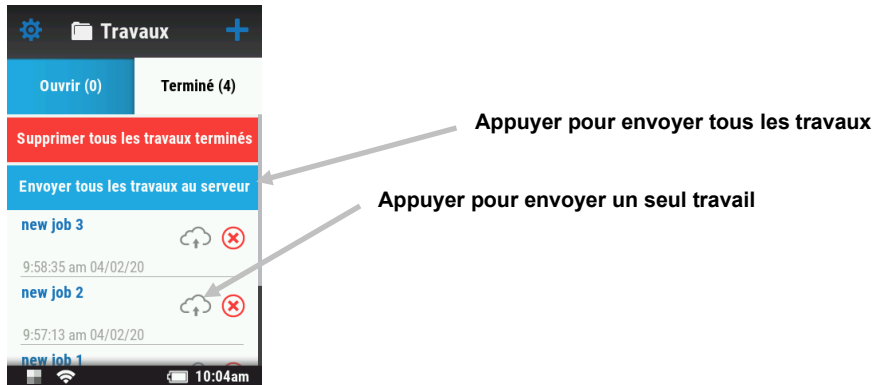 Travaux
Ouvrir (0)
Terminé (4)
Supprimer tous les travaux terminés
Appuyer pour envoyer tous les travaux
Envoyer tous les travaux au serveur
Appuyer pour envoyer un seul travail
new job 3
9:58:35 am 04/02/20
new job 2
9:57:13 am 04/02/20
new job 1
10:04am